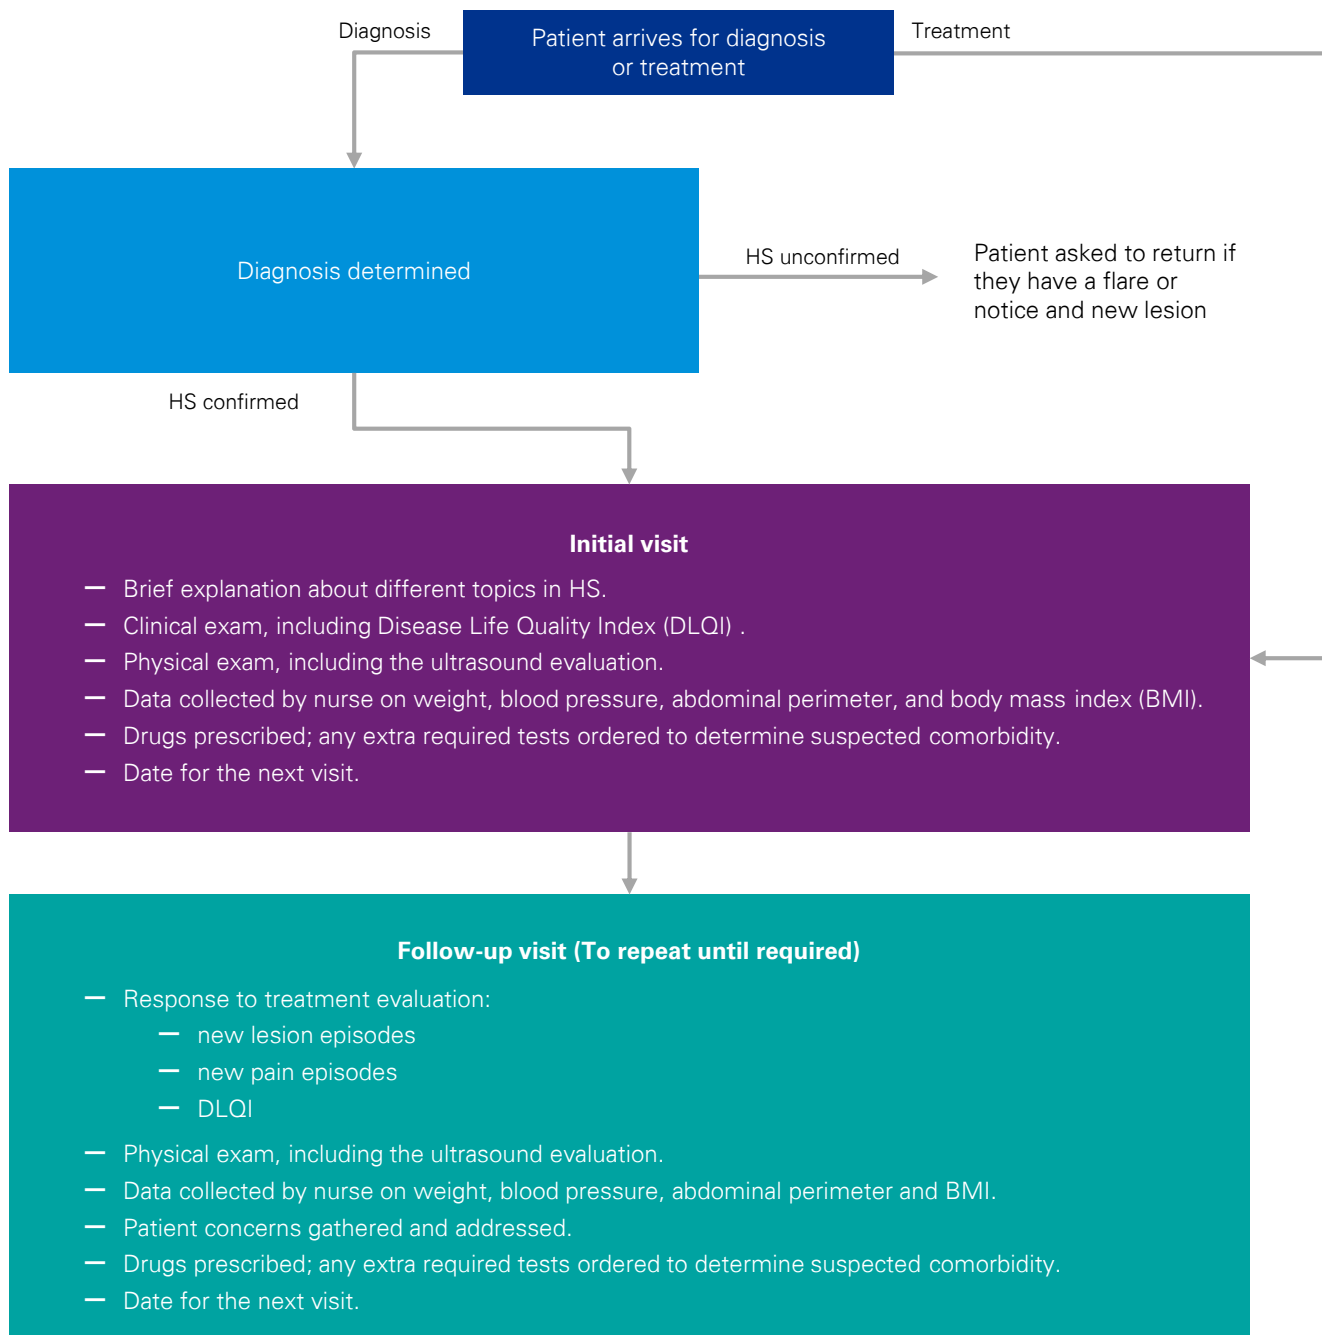 Diagnosis
Patient arrives for diagnosis
or treatment
Treatment
Diagnosis determined
HS unconfirmed
Patient asked to return if
they have a flare or
notice and new lesion
HS confirmed
Initial visit
— Brief explanation about different topics in HS.
— Clinical exam, including Disease Life Quality Index (DLQI) .
— Physical exam, including the ultrasound evaluation.
— Data collected by nurse on weight, blood pressure, abdominal perimeter, and body mass index (BMI).
— Drugs prescribed; any extra required tests ordered to determine suspected comorbidity.
— Date for the next visit.
Follow-up visit (To repeat until required)
— Response to treatment evaluation:
— new lesion episodes
— new pain episodes
— DLQI
— Physical exam, including the ultrasound evaluation.
— Data collected by nurse on weight, blood pressure, abdominal perimeter and BMI.
— Patient concerns gathered and addressed.
— Drugs prescribed; any extra required tests ordered to determine suspected comorbidity.
— Date for the next visit.